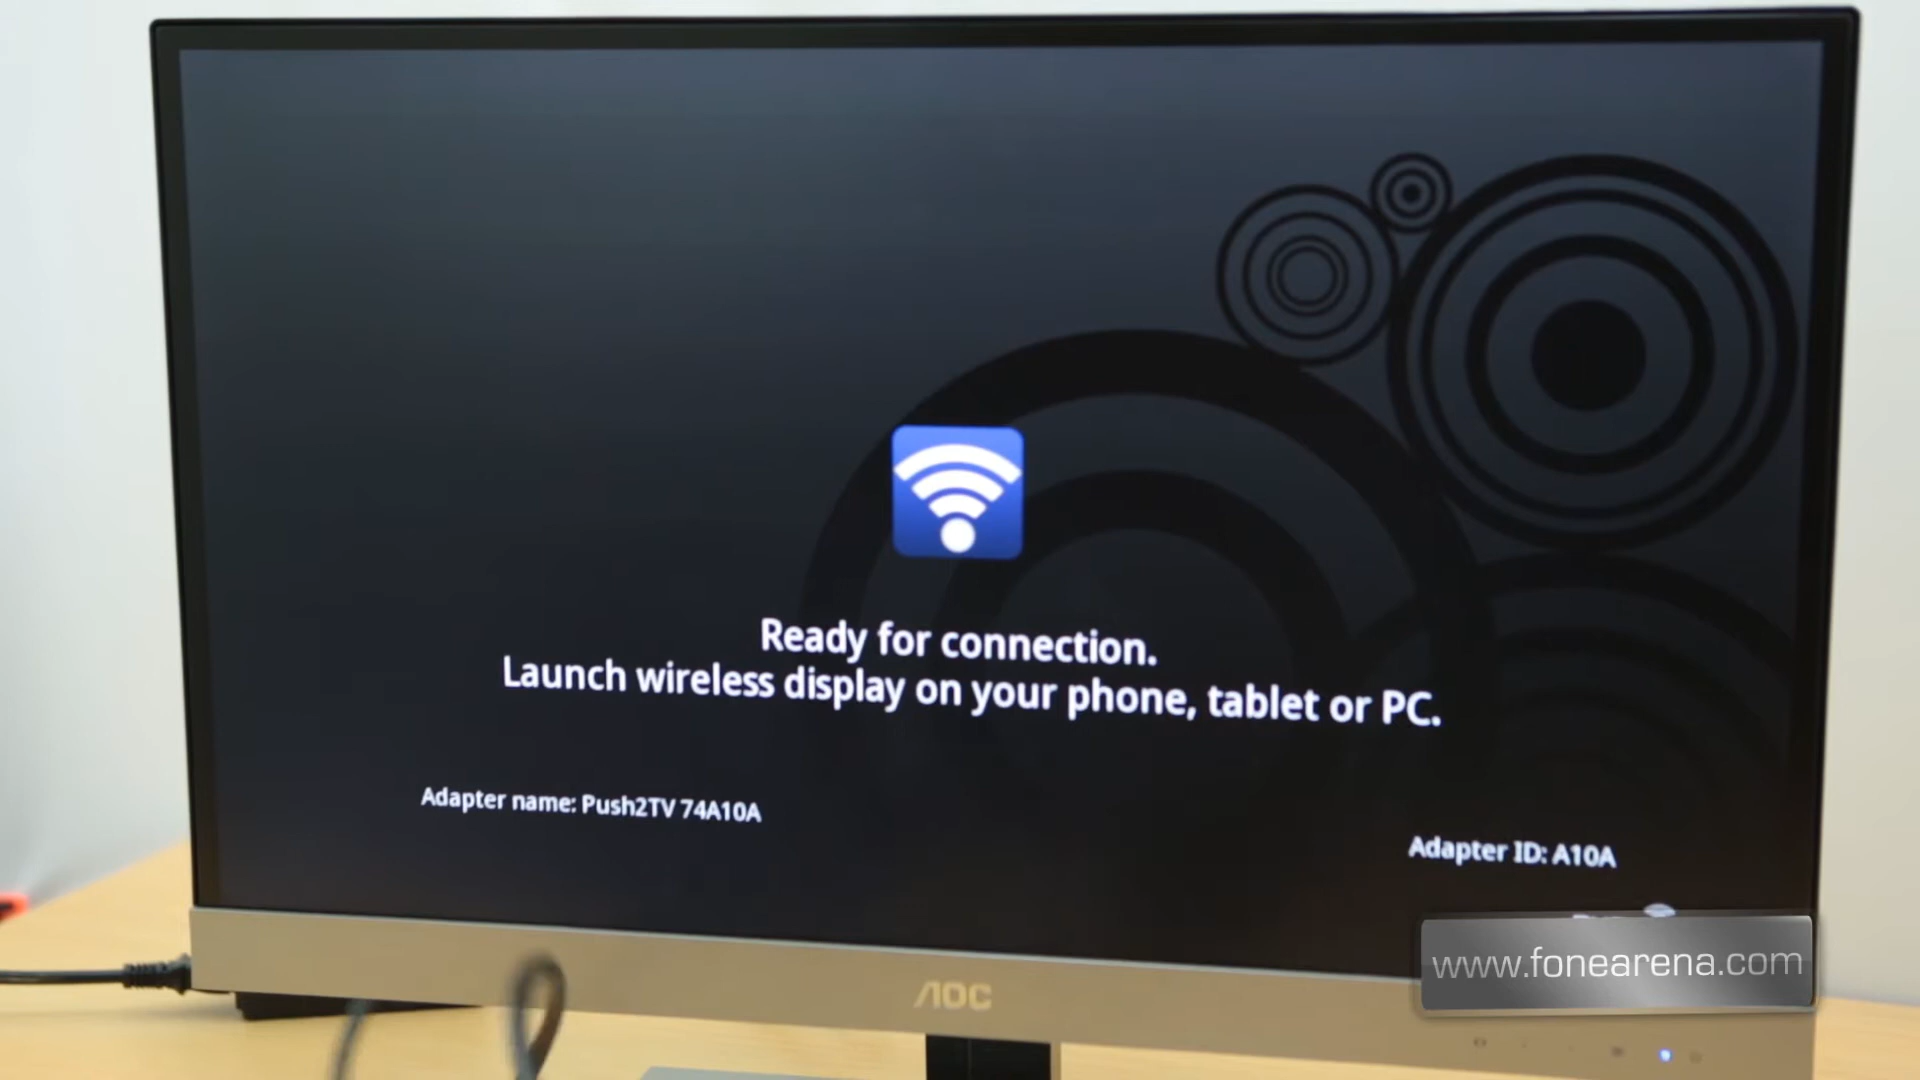 Ready for connection.
Launch wireless display on your phone, tablet or PC.
Adapter name: Push2TV 74A10A
Adapter ID: A10A
www.fonearena.com
AOC